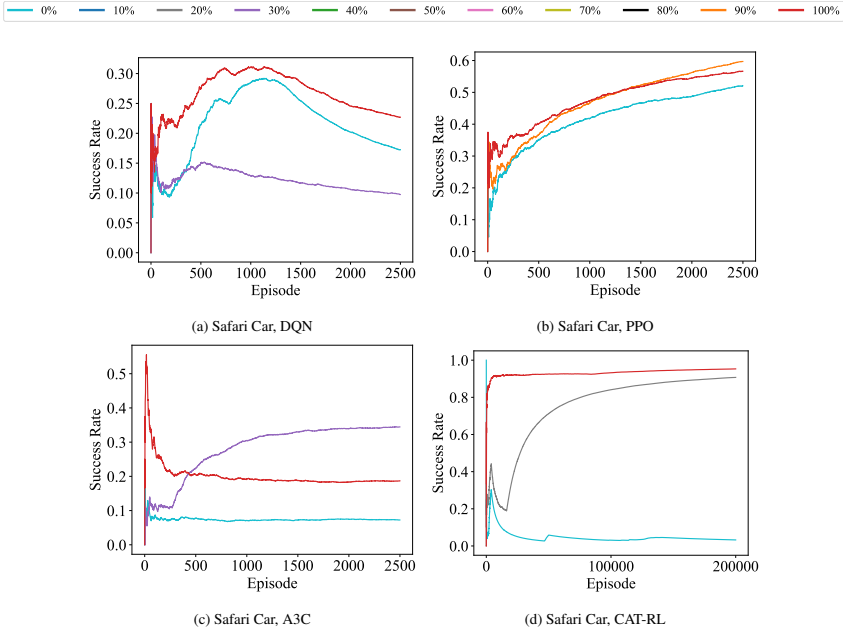 0% 10% 20% 30% 40% 50% 60% 70% 80% 90% 100%
0.30
0.25
0.20
0.15
0.10
0.05
0.00
Success Rate
0 500 1000 1500 2000 2500
Episode
(a) Safari Car, DQN
0.6
0.5
0.4
0.3
0.2
0.1
0.0
Success Rate
0 500 1000 1500 2000 2500
Episode
(b) Safari Car, PPO
0.5
0.4
0.3
0.2
0.1
0.0
Success Rate
0 500 1000 1500 2000 2500
Episode
(c) Safari Car, A3C
1.0
0.8
0.6
0.4
0.2
0.0
Success Rate
0 100000 200000
Episode
(d) Safari Car, CAT-RL